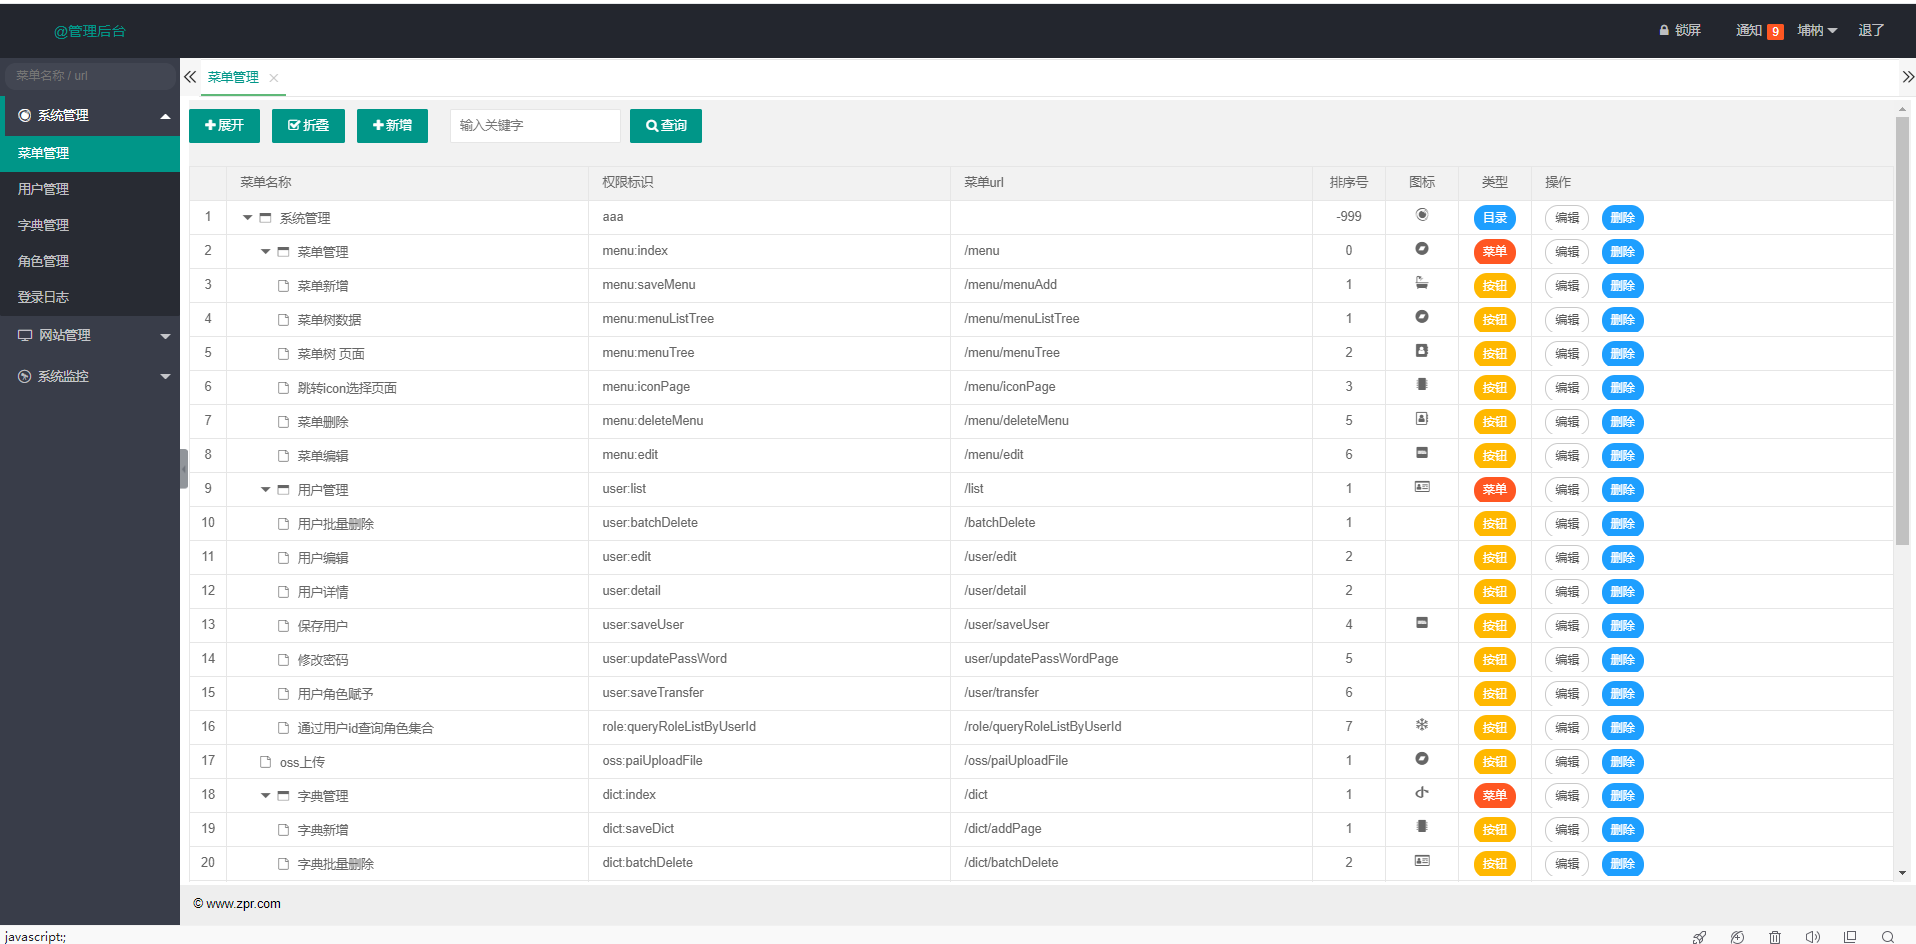 @管理后台
锁屏 通知 9 埔枘 退了
菜单名称 / url
系统管理
菜单管理
用户管理
字典管理
角色管理
登录日志
网站管理
系统监控
菜单管理
展开 折叠 新增 输入关键字 查询
菜单名称 权限标识 菜单url 排序号 图标 类型 操作
1 系统管理 aaa -999 目录 编辑 删除
2 菜单管理 menu:index /menu 0 菜单 编辑 删除
3 菜单新增 menu:saveMenu /menu/menuAdd 1 按钮 编辑 删除
4 菜单树数据 menu:menuListTree /menu/menuListTree 1 按钮 编辑 删除
5 菜单树 页面 menu:menuTree /menu/menuTree 2 按钮 编辑 删除
6 跳转icon选择页面 menu:iconPage /menu/iconPage 3 按钮 编辑 删除
7 菜单删除 menu:deleteMenu /menu/deleteMenu 5 按钮 编辑 删除
8 菜单编辑 menu:edit /menu/edit 6 按钮 编辑 删除
9 用户管理 user:list /list 1 菜单 编辑 删除
10 用户批量删除 user:batchDelete /batchDelete 1 按钮 编辑 删除
11 用户编辑 user:edit /user/edit 2 按钮 编辑 删除
12 用户详情 user:detail /user/detail 2 按钮 编辑 删除
13 保存用户 user:saveUser /user/saveUser 4 按钮 编辑 删除
14 修改密码 user:updatePassWord user/updatePassWordPage 5 按钮 编辑 删除
15 用户角色赋予 user:saveTransfer /user/transfer 6 按钮 编辑 删除
16 通过用户id查询角色集合 role:queryRoleListByUserId /role/queryRoleListByUserId 7 按钮 编辑 删除
17 oss上传 oss:paiUploadFile /oss/paiUploadFile 1 按钮 编辑 删除
18 字典管理 dict:index /dict 1 菜单 编辑 删除
19 字典新增 dict:saveDict /dict/addPage 1 按钮 编辑 删除
20 字典批量删除 dict:batchDelete /dict/batchDelete 2 按钮 编辑 删除
© www.zpr.com
javascript:;